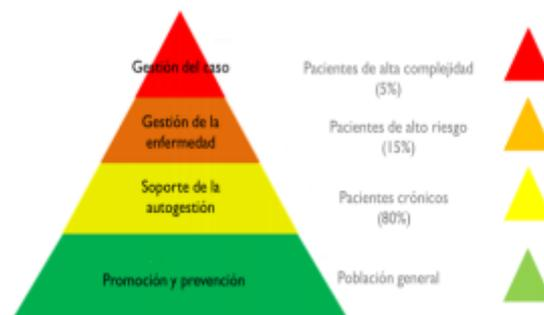 Gestión del caso
Pacientes de alta complejidad
(5%)
Gestión de la
enfermedad
Pacientes de alto riesgo
(15%)
Soporte de la
autogestión
Pacientes crónicos
(80%)
Promoción y prevención
Población general